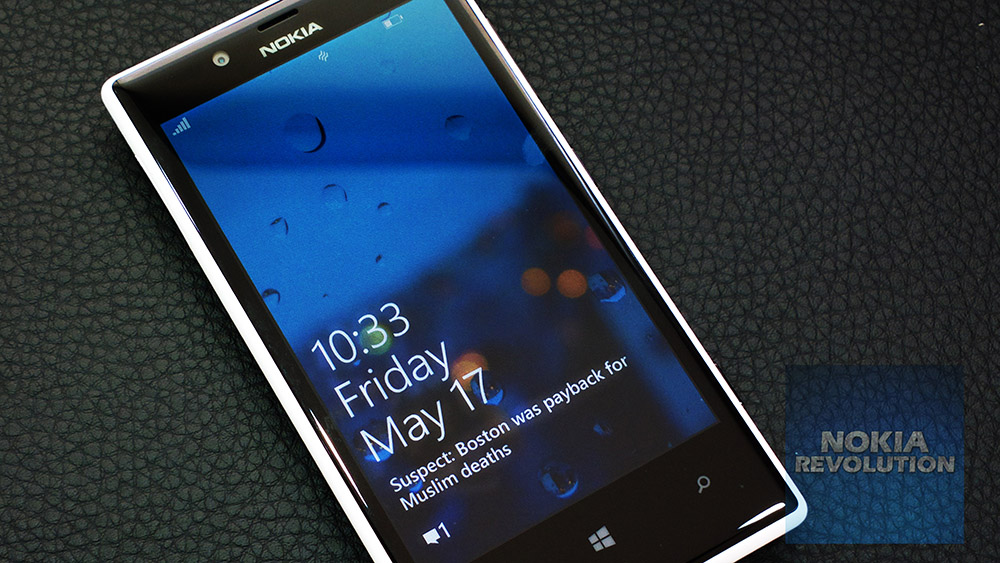 NOKIA
10:33
Friday
May 17
Suspect: Boston was payback for
Muslim deaths
1
NOKIA
REVOLUTION